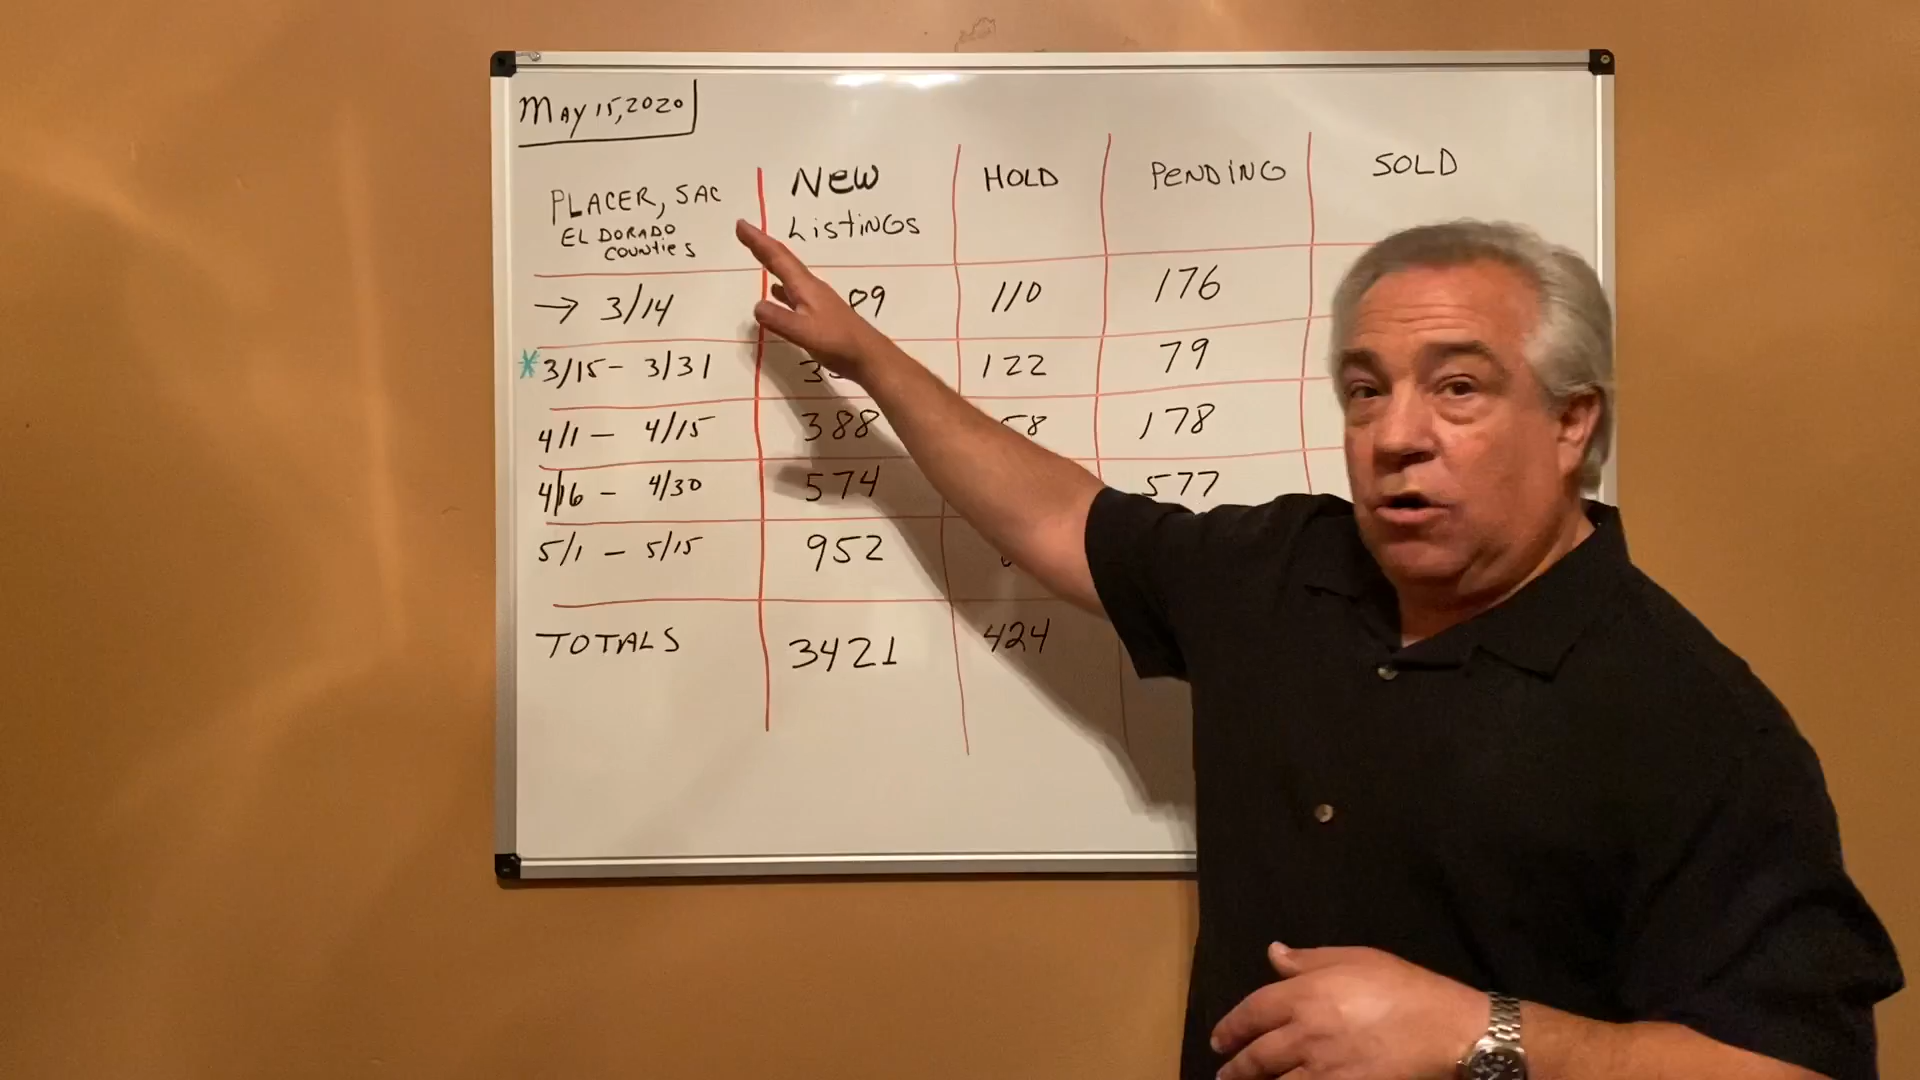 May 15, 2020
PLACER, SAC
EL DORADO
COUNTIES
New
Listings
HOLD
PENDING
SOLD
→ 3/14
110
176
* 3/15 - 3/31
122
79
4/1 - 4/15
388
178
4/16 - 4/30
574
577
5/1 - 5/15
952
TOTALS
3421
424